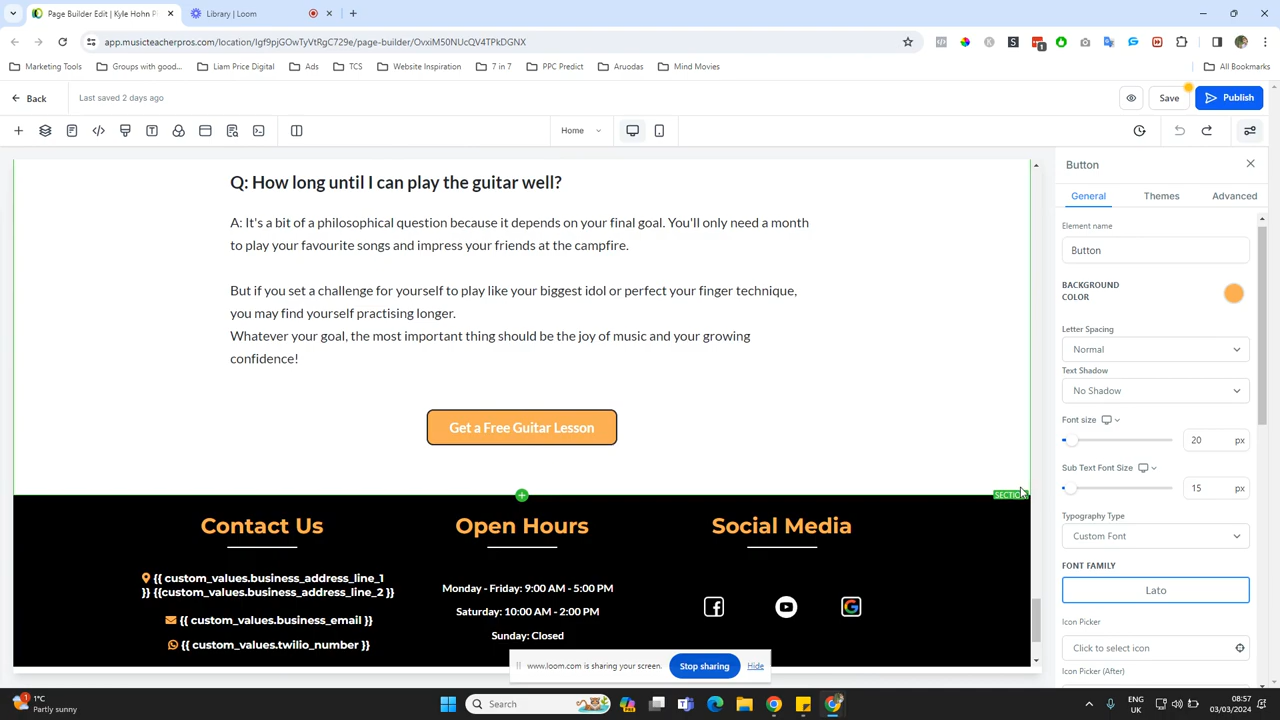 Page Builder Edit | Kyle Hohn P
Library | Loom
app.musicteacherpros.com/location/Igf9pjGOwTyVtRgC729e/page-builder/OvxiM50NUcQV4TPkDGNX
Marketing Tools
Groups with good...
Liam Price Digital
Ads
TCS
Website Inspiration
7 in 7
PPC Predict
Aruodas
Mind Movies
All Bookmarks
Back
Last saved 2 days ago
Save
Publish
Home
Q: How long until I can play the guitar well?
A: It's a bit of a philosophical question because it depends on your final goal. You'll only need a month
to play your favourite songs and impress your friends at the campfire.
But if you set a challenge for yourself to play like your biggest idol or perfect your finger technique,
you may find yourself practising longer.
Whatever your goal, the most important thing should be the joy of music and your growing
confidence!
Get a Free Guitar Lesson
Contact Us
Open Hours
Social Media
{{ custom_values.business_address_line_1
}} {{custom_values.business_address_line_2 }}
{{ custom_values.business_email }}
{{ custom_values.twilio_number }}
Monday - Friday: 9:00 AM - 5:00 PM
Saturday: 10:00 AM - 2:00 PM
Sunday: Closed
Button
General
Themes
Advanced
Element name
Button
BACKGROUND
COLOR
Letter Spacing
Normal
Text Shadow
No Shadow
Font size
20 px
Sub Text Font Size
15 px
Typography Type
Custom Font
FONT FAMILY
Lato
Icon Picker
Click to select icon
Icon Picker (After)
www.loom.com is sharing your screen.
Stop sharing
Hide
1°C
Partly sunny
Search
ENG
UK
08:57
03/03/2024